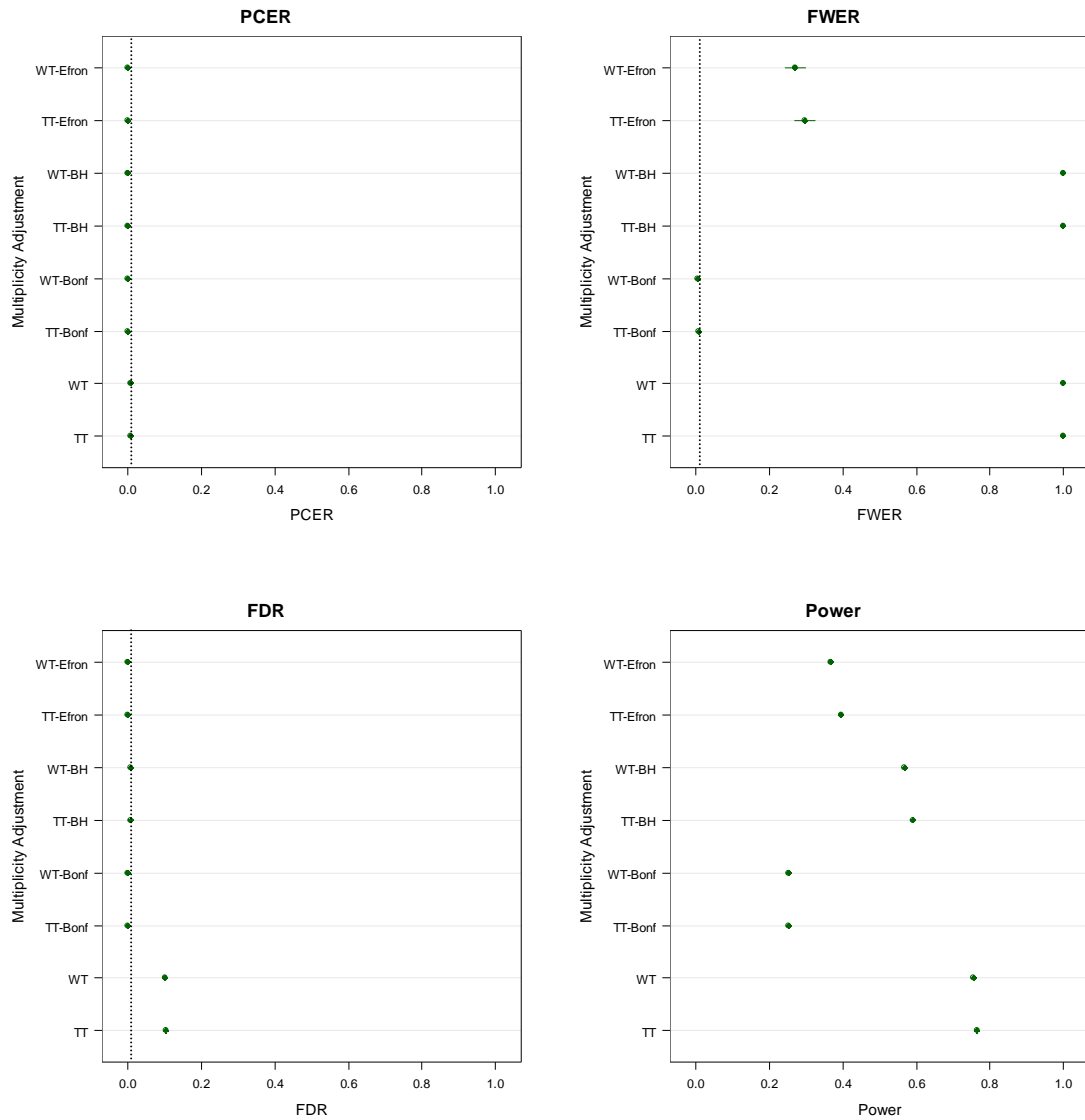 PCER
Multiplicity Adjustment
WT-Efron
TT-Efron
WT-BH
TT-BH
WT-Bonf
TT-Bonf
WT
TT
0.0 0.2 0.4 0.6 0.8 1.0
PCER
FWER
Multiplicity Adjustment
WT-Efron
TT-Efron
WT-BH
TT-BH
WT-Bonf
TT-Bonf
WT
TT
0.0 0.2 0.4 0.6 0.8 1.0
FWER
FDR
Multiplicity Adjustment
WT-Efron
TT-Efron
WT-BH
TT-BH
WT-Bonf
TT-Bonf
WT
TT
0.0 0.2 0.4 0.6 0.8 1.0
FDR
Power
Multiplicity Adjustment
WT-Efron
TT-Efron
WT-BH
TT-BH
WT-Bonf
TT-Bonf
WT
TT
0.0 0.2 0.4 0.6 0.8 1.0
Power